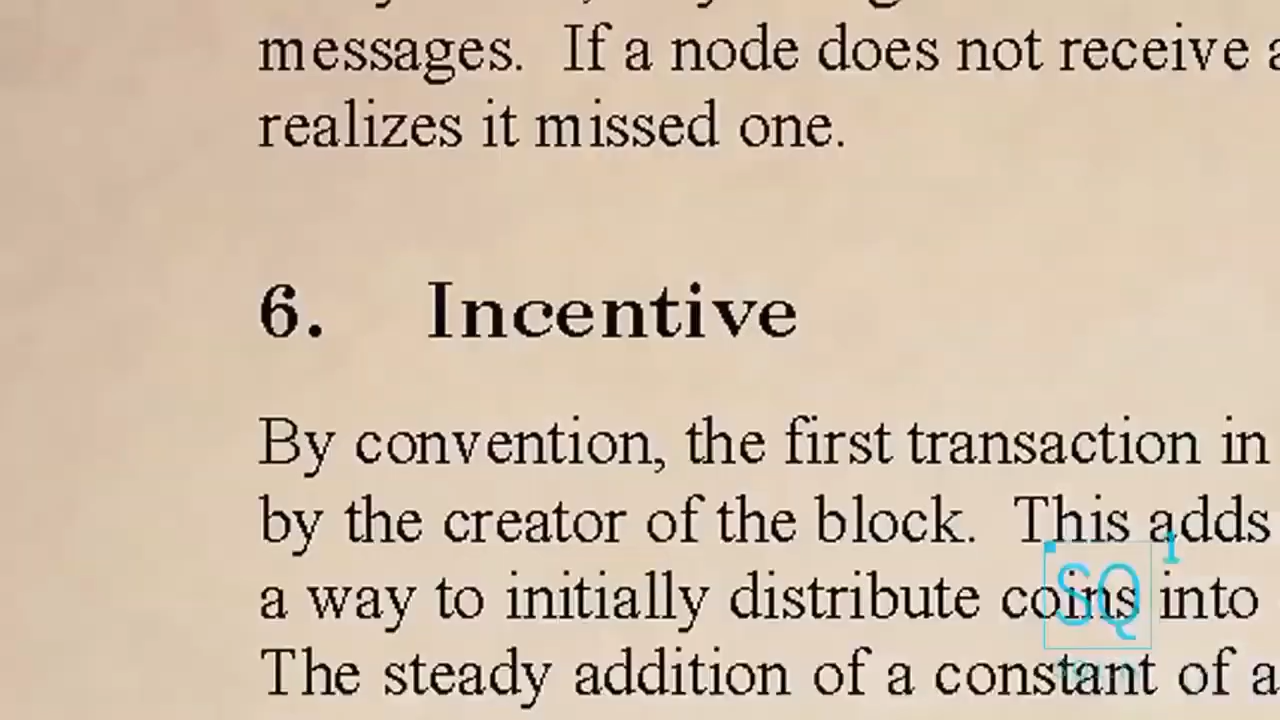 messages.  If a node does not receive a
realizes it missed one.
6.    Incentive
By convention, the first transaction in
by the creator of the block.  This adds
a way to initially distribute coins into
The steady addition of a constant of a
SQ1